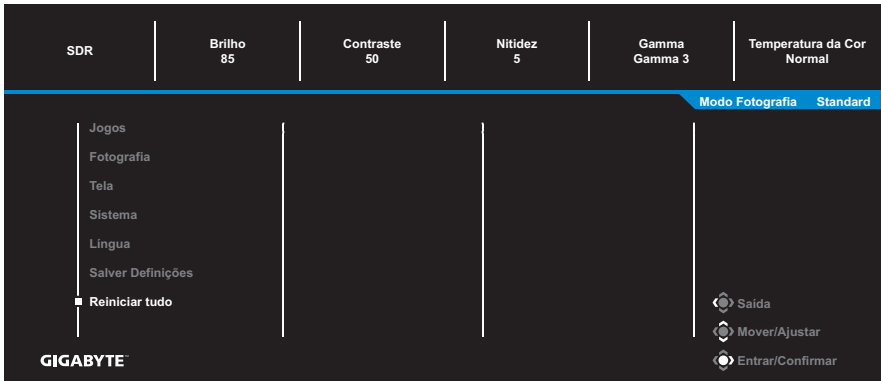 SDR
Brilho
85
Contraste
50
Nitidez
5
Gamma
Gamma 3
Temperatura da Cor
Normal
Modo Fotografia Standard
Jogos
Fotografia
Tela
Sistema
Língua
Salver Definições
Reiniciar tudo
Saída
Mover/Ajustar
Entrar/Confirmar
GIGABYTE™